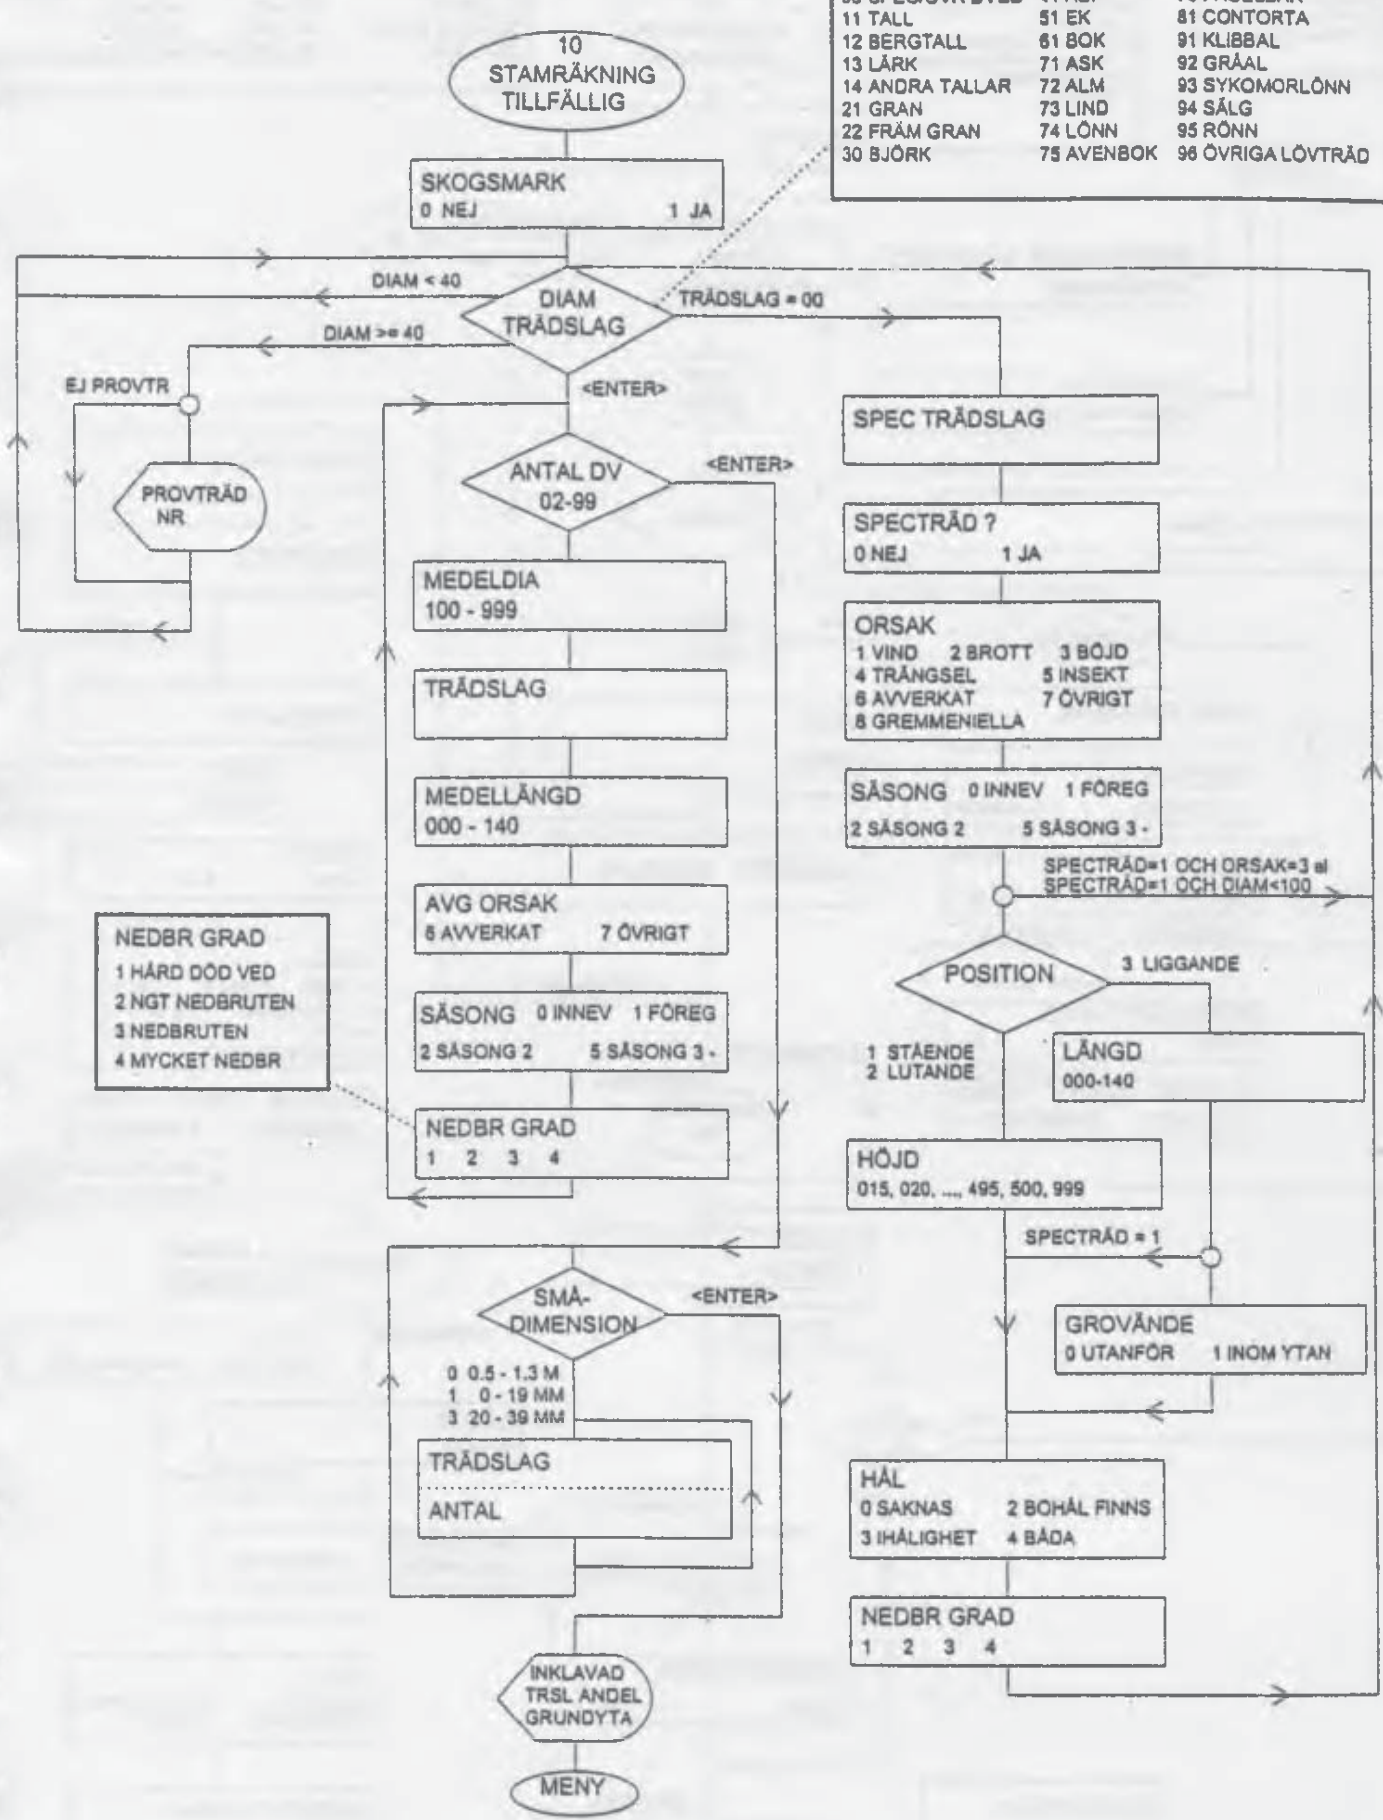 11 TALL 51 EK 81 CONTORTA
12 BERGTALL 61 BOK 91 KLIBBAL
13 LÄRK 71 ASK 92 GRÅAL
14 ANDRA TALLAR 72 ALM 93 SYKOMORLÖNN
21 GRAN 73 LIND 94 SÄLG
22 FRÄM GRAN 74 LÖNN 95 RÖNN
30 BJÖRK 75 AVENBOK 96 ÖVRIGA LÖVTRÄD
10
STAMRÄKNING
TILLFÄLLIG
SKOGSMARK
0 NEJ 1 JA
DIAM < 40
DIAM
TRÄDSLAG
TRÄDSLAG = 00
DIAM >= 40
EJ PROVTR
<ENTER>
PROVTRÄD
NR
ANTAL DV
02-99
<ENTER>
MEDELDIA
100 - 999
TRÄDSLAG
MEDELLÄNGD
000 - 140
AVG ORSAK
6 AVVERKAT 7 ÖVRIGT
SÄSONG 0 INNEV 1 FÖREG
2 SÄSONG 2 5 SÄSONG 3 -
NEDBR GRAD
1 2 3 4
NEDBR GRAD
1 HÅRD DÖD VED
2 NGT NEDBRUTEN
3 NEDBRUTEN
4 MYCKET NEDBR
SMÅ-
DIMENSION
<ENTER>
0 0.5 - 1.3 M
1 0 - 19 MM
3 20 - 39 MM
TRÄDSLAG
ANTAL
INKLAVAD
TRSL ANDEL
GRUNDYTA
MENY
SPEC TRÄDSLAG
SPECTRÄD ?
0 NEJ 1 JA
ORSAK
1 VIND 2 BROTT 3 BÖJD
4 TRÄNGSEL 5 INSEKT
6 AVVERKAT 7 ÖVRIGT
8 GREMMENIELLA
SÄSONG 0 INNEV 1 FÖREG
2 SÄSONG 2 5 SÄSONG 3 -
SPECTRÄD=1 OCH ORSAK=3 el
SPECTRÄD=1 OCH DIAM<100
POSITION
3 LIGGANDE
1 STÅENDE
2 LUTANDE
LÄNGD
000-140
HÖJD
015, 020, ..., 495, 500, 999
SPECTRÄD = 1
GROVÄNDE
0 UTANFÖR 1 INOM YTAN
HÅL
0 SAKNAS 2 BOHÅL FINNS
3 IHÅLIGHET 4 BÅDA
NEDBR GRAD
1 2 3 4